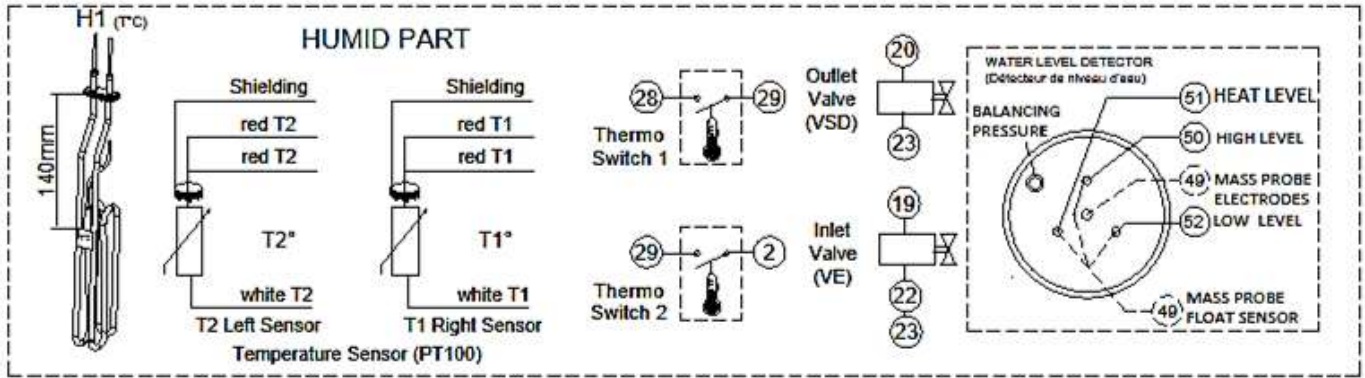 H1 (T°C)
140mm
HUMID PART
Shielding
red T2
red T2
T2°
white T2
T2 Left Sensor
Shielding
red T1
red T1
T1°
white T1
T1 Right Sensor
Temperature Sensor (PT100)
28
29
Thermo
Switch 1
29
2
Thermo
Switch 2
Outlet
Valve
(VSD)
20
23
Inlet
Valve
(VE)
19
22
23
WATER LEVEL DETECTOR
(Détecteur de niveau d'eau)
BALANCING
PRESSURE
51 HEAT LEVEL
50 HIGH LEVEL
49 MASS PROBE
ELECTRODES
52 LOW LEVEL
49 MASS PROBE
FLOAT SENSOR